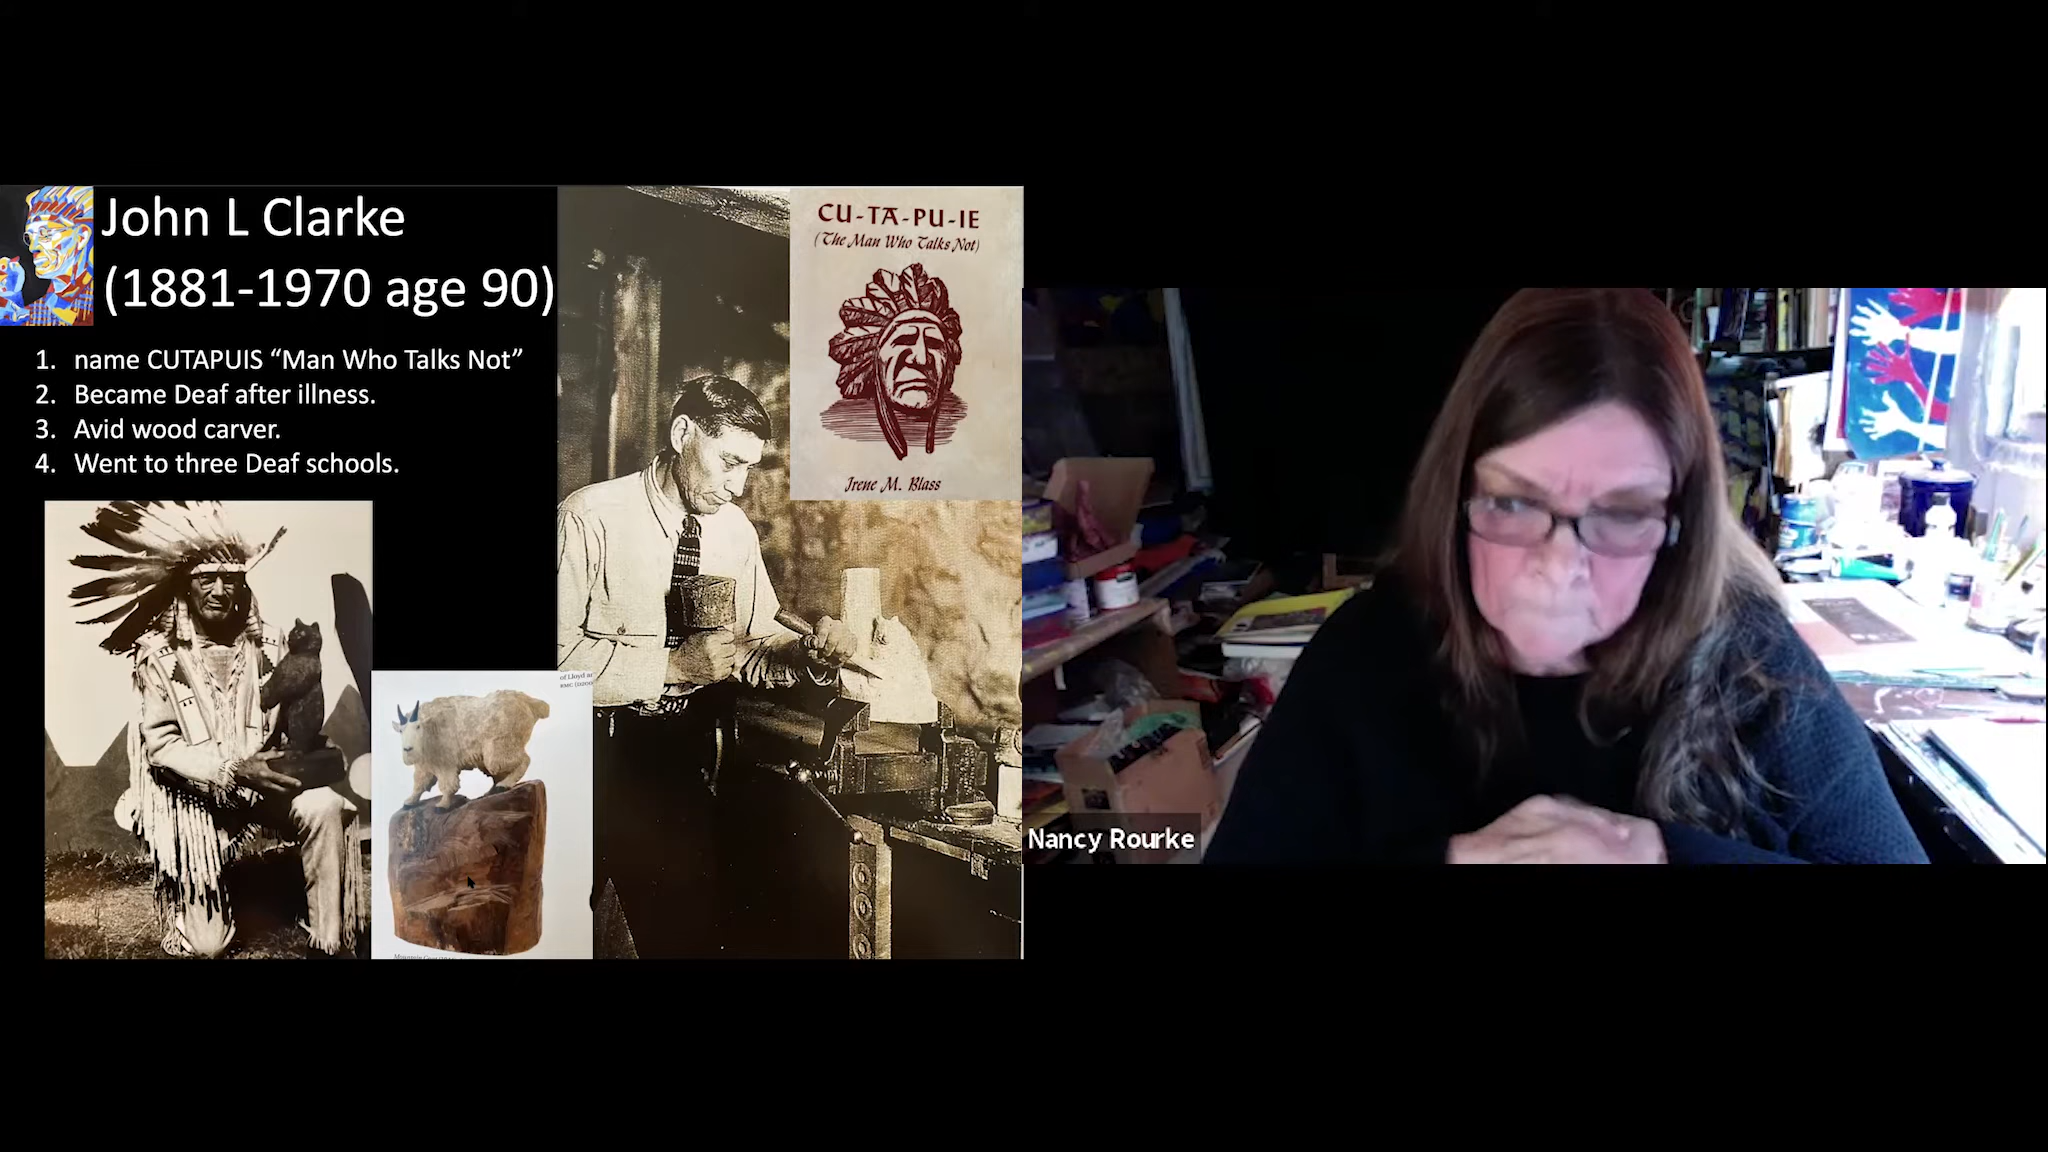 John L Clarke
(1881-1970 age 90)
1. name CUTAPUIS “Man Who Talks Not”
2. Became Deaf after illness.
3. Avid wood carver.
4. Went to three Deaf schools.
CU-TA-PU-IE
(The Man Who Talks Not)
Irene M. Blass
of Lloyd
Nancy Rourke